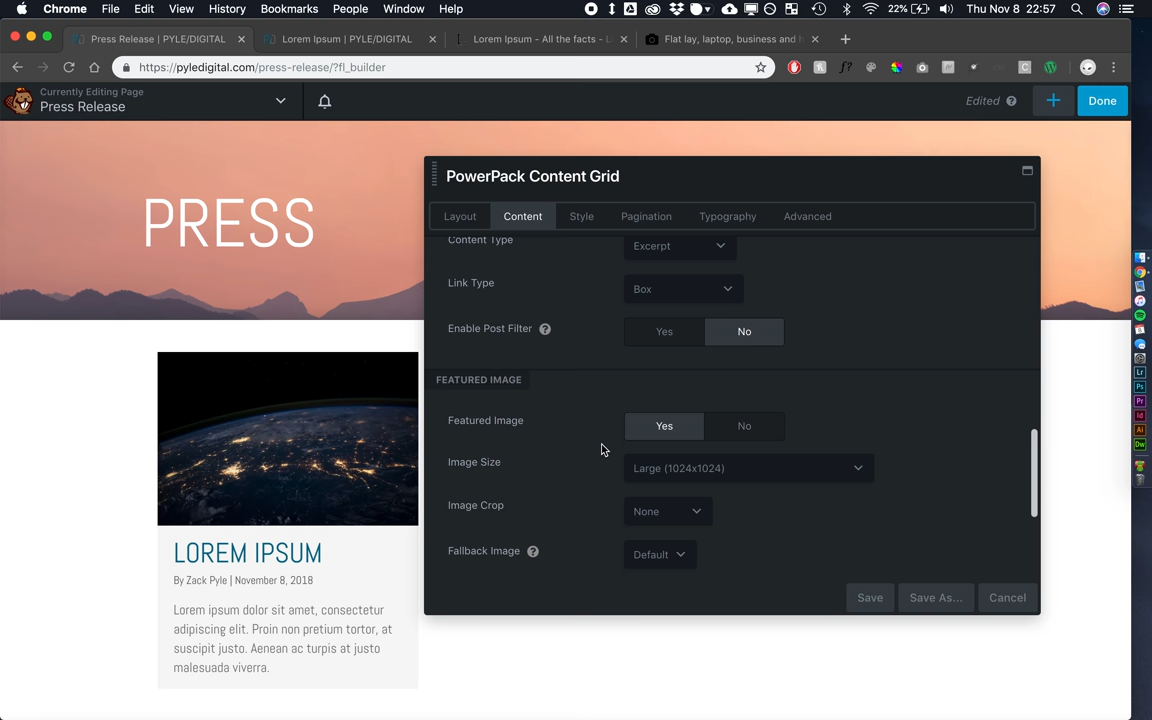 Chrome File Edit View History Bookmarks People Window Help 22% Thu Nov 8 22:57
Press Release | PYLE/DIGITAL Lorem Ipsum | PYLE/DIGITAL Lorem Ipsum - All the facts - Flat lay, laptop, business and
https://pyledigital.com/press-release/?fl_builder
Currently Editing Page
Press Release
Edited
Done
PRESS
PowerPack Content Grid
Layout Content Style Pagination Typography Advanced
Content Type Excerpt
Link Type Box
Enable Post Filter ? Yes No
FEATURED IMAGE
Featured Image Yes No
Image Size Large (1024x1024)
Image Crop None
Fallback Image ? Default
Save Save As... Cancel
LOREM IPSUM
By Zack Pyle | November 8, 2018
Lorem ipsum dolor sit amet, consectetur
adipiscing elit. Proin non pretium tortor, at
suscipit justo. Aenean ac turpis at justo
malesuada viverra.
Lr
Ps
Pr
Id
Ai
Dw